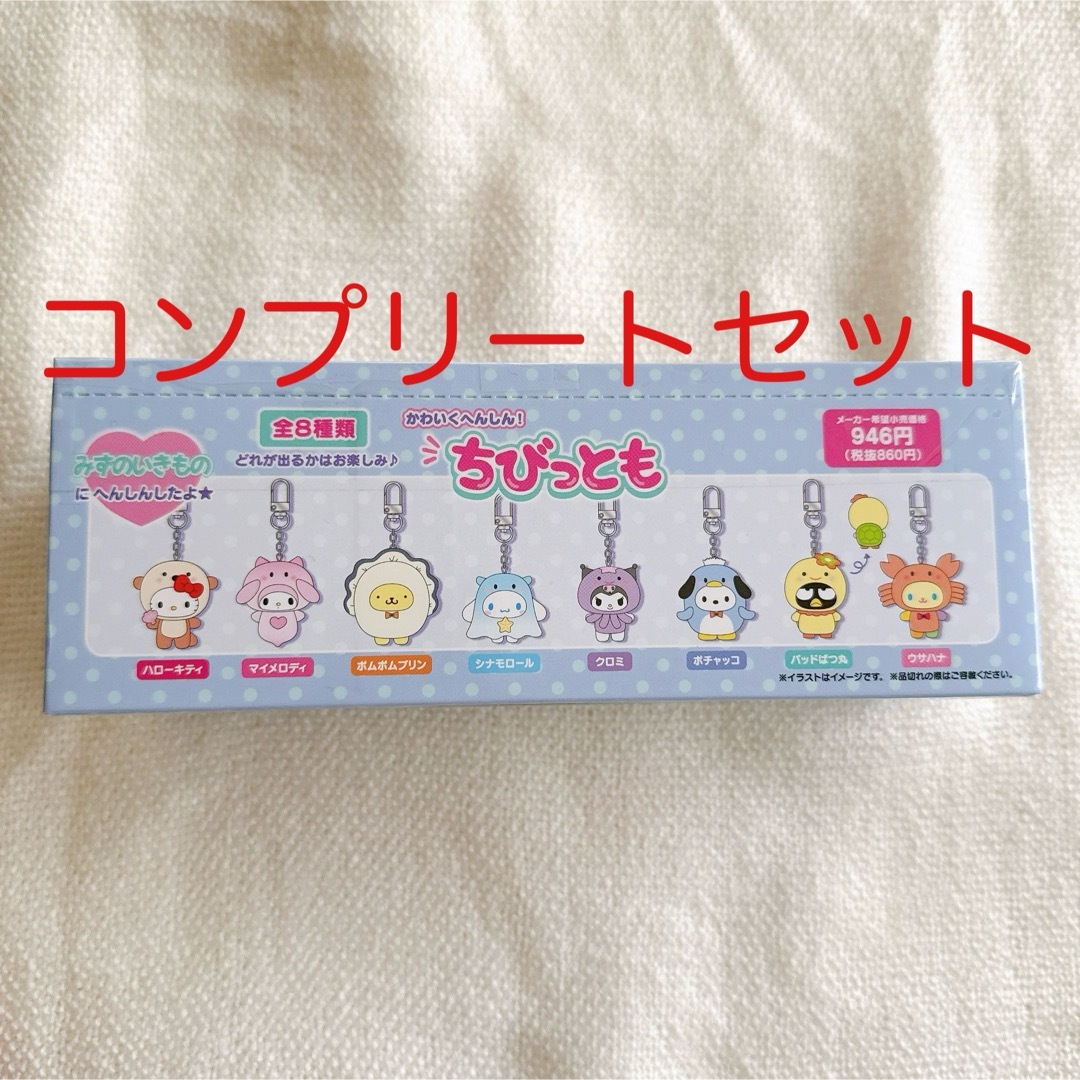 コンプリートセット
みずのいきもの
にへんしんしたよ★
全8種類
どれが出るかはお楽しみ♪
かわいくへんしん!
ちびっとも
メーカー希望小売価格
946円
(税抜860円)
ハローキティ
マイメロディ
ポムポムプリン
シナモロール
クロミ
ポチャッコ
バッドばつ丸
ウサハナ
※イラストはイメージです。 ※品切れの際はご容赦ください。